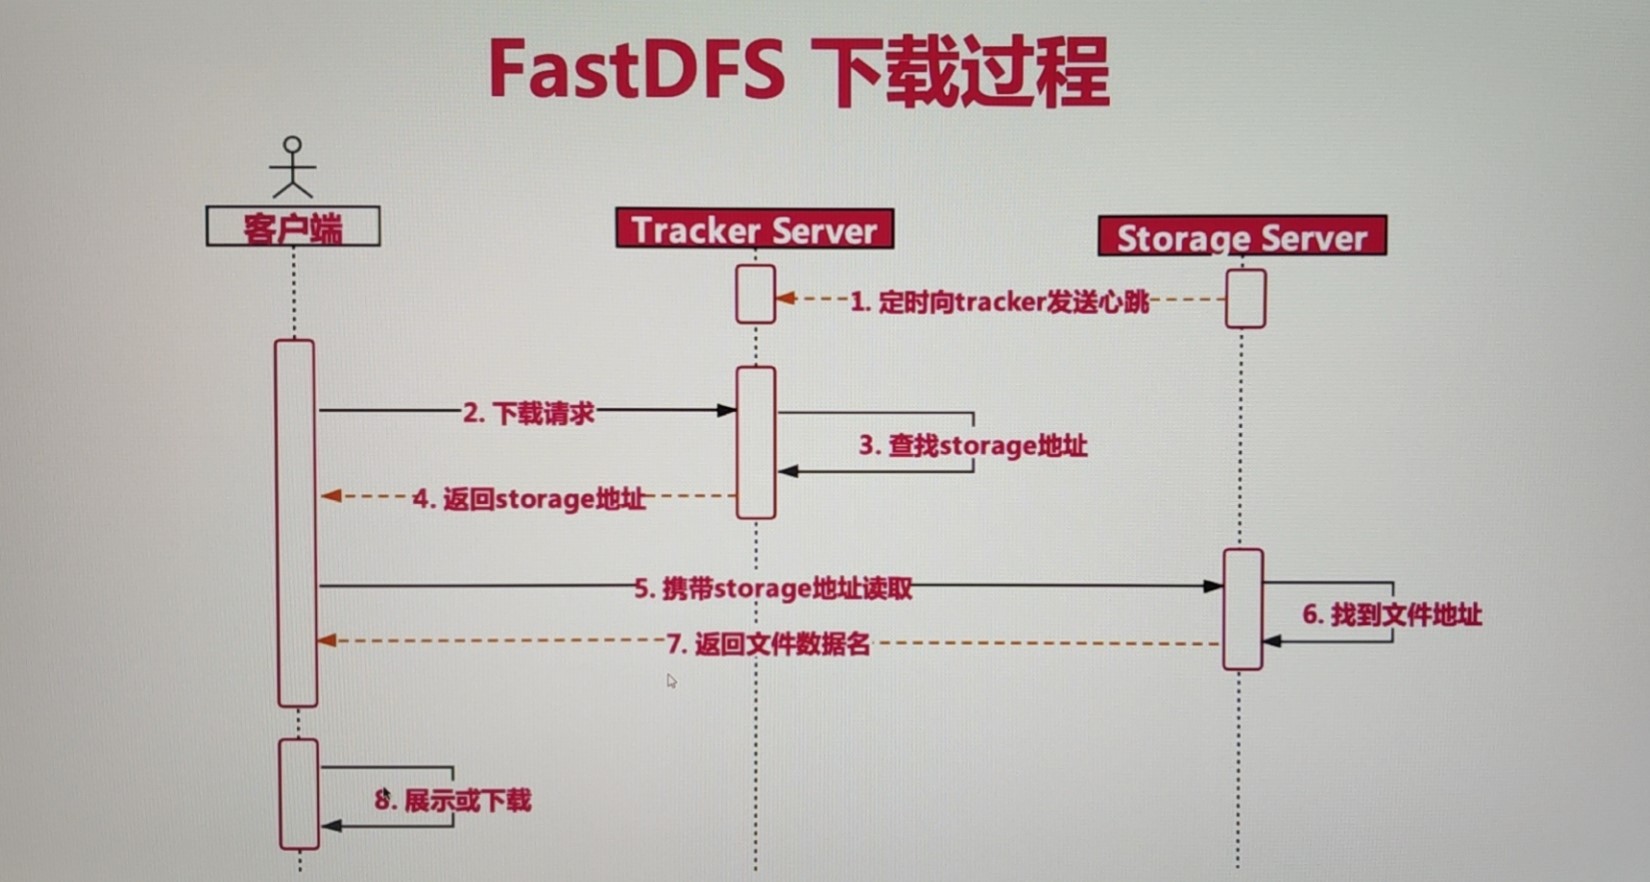 FastDFS 下载过程
客户端
Tracker Server
Storage Server
1. 定时向tracker发送心跳
2. 下载请求
3. 查找storage地址
4. 返回storage地址
5. 携带storage地址读取
6. 找到文件地址
7. 返回文件数据名
8. 展示或下载